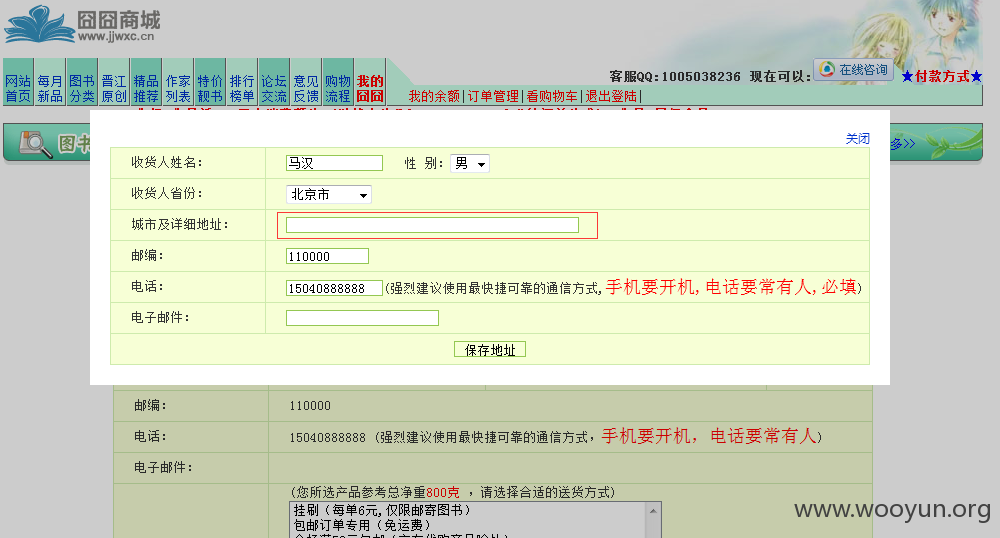 囧囧商城
www.jjwxc.cn
客服QQ:1005038236 现在可以: 在线咨询 ★付款方式★
网站首页 每月新品 图书分类 晋江原创 精品推荐 作家列表 特价靓书 排行榜单 论坛交流 意见反馈 购物流程 我的囧囧
我的余额|订单管理|看购物车|退出登陆|
图书
多>>
关闭
收货人姓名: 马汉 性 别: 男
收货人省份: 北京市
城市及详细地址:
邮编: 110000
电话: 15040888888 (强烈建议使用最快捷可靠的通信方式,手机要开机,电话要常有人,必填)
电子邮件:
保存地址
邮编: 110000
电话: 15040888888 (强烈建议使用最快捷可靠的通信方式,手机要开机，电话要常有人)
电子邮件:
(您所选产品参考总净重800克 ，请选择合适的送货方式)
挂刷（每单6元,仅限邮寄图书）
包邮订单专用（免运费）
www.wooyun.org